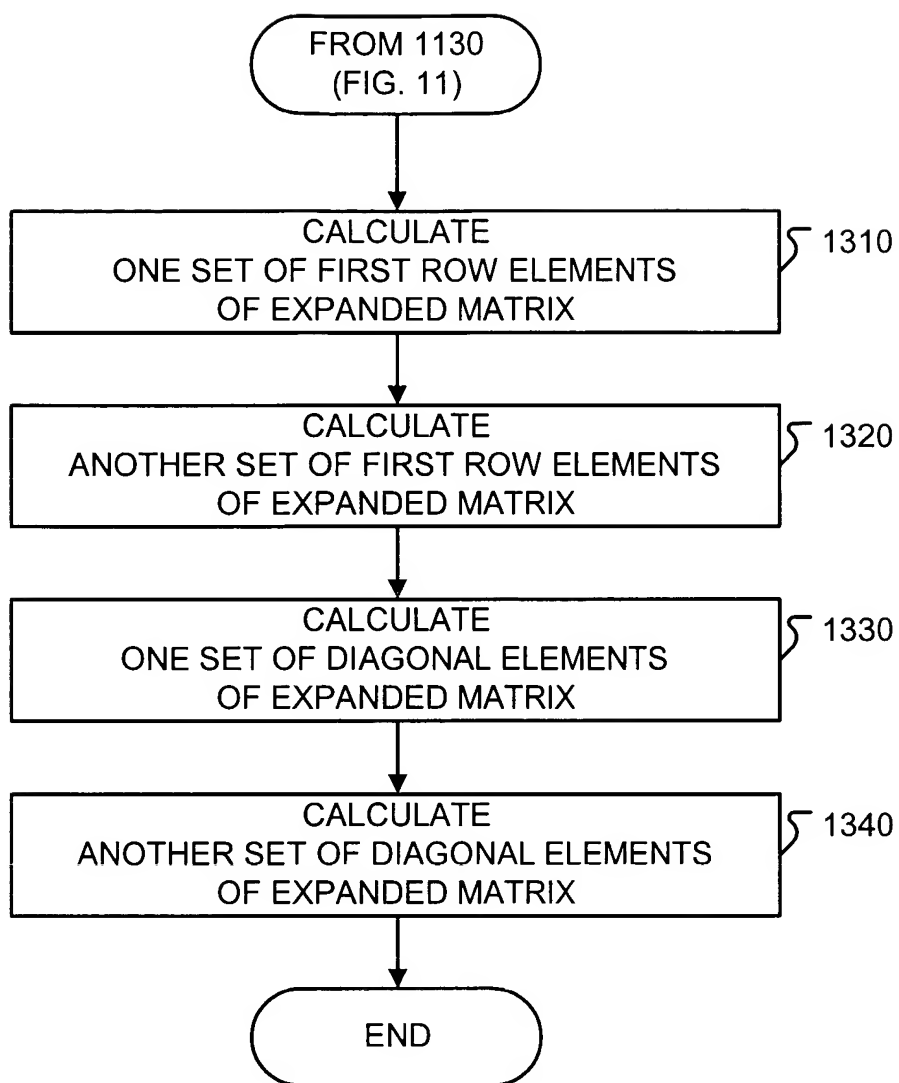 FROM 1130
(FIG. 11)
CALCULATE
ONE SET OF FIRST ROW ELEMENTS
OF EXPANDED MATRIX
1310
CALCULATE
ANOTHER SET OF FIRST ROW ELEMENTS
OF EXPANDED MATRIX
1320
CALCULATE
ONE SET OF DIAGONAL ELEMENTS
OF EXPANDED MATRIX
1330
CALCULATE
ANOTHER SET OF DIAGONAL ELEMENTS
OF EXPANDED MATRIX
1340
END